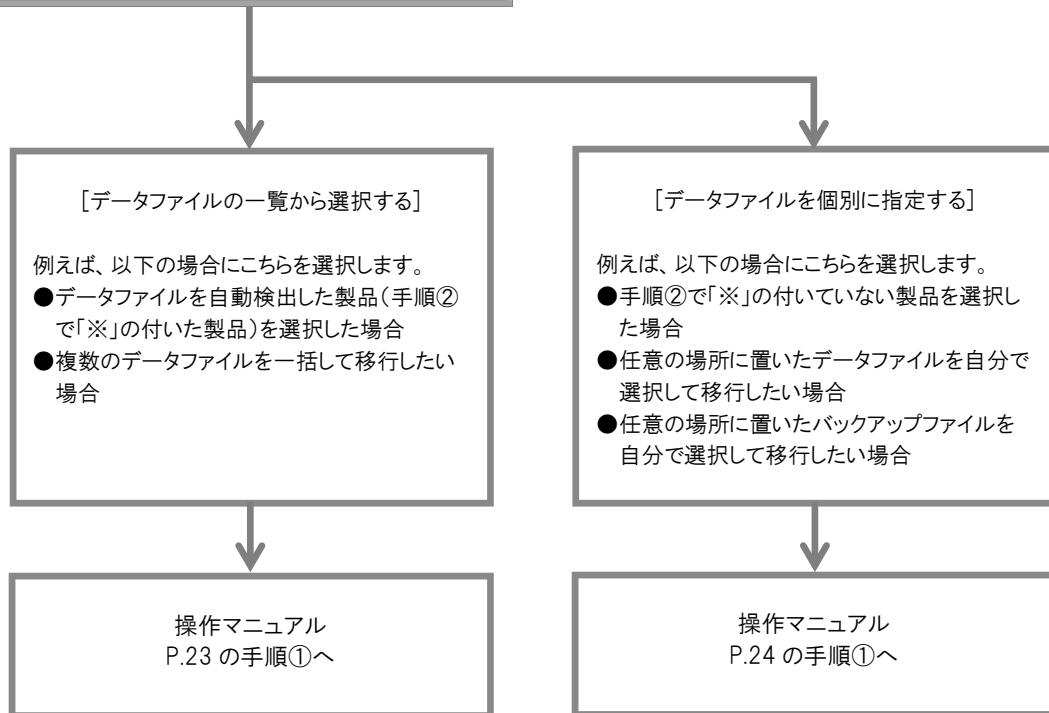 [データファイルの一覧から選択する]
例えば、以下の場合にこちらを選択します。
●データファイルを自動検出した製品(手順②
で「※」の付いた製品)を選択した場合
●複数のデータファイルを一括して移行したい
場合
操作マニュアル
P.23 の手順①へ
[データファイルを個別に指定する]
例えば、以下の場合にこちらを選択します。
●手順②で「※」の付いていない製品を選択し
た場合
●任意の場所に置いたデータファイルを自分で
選択して移行したい場合
●任意の場所に置いたバックアップファイルを
自分で選択して移行したい場合
操作マニュアル
P.24 の手順①へ